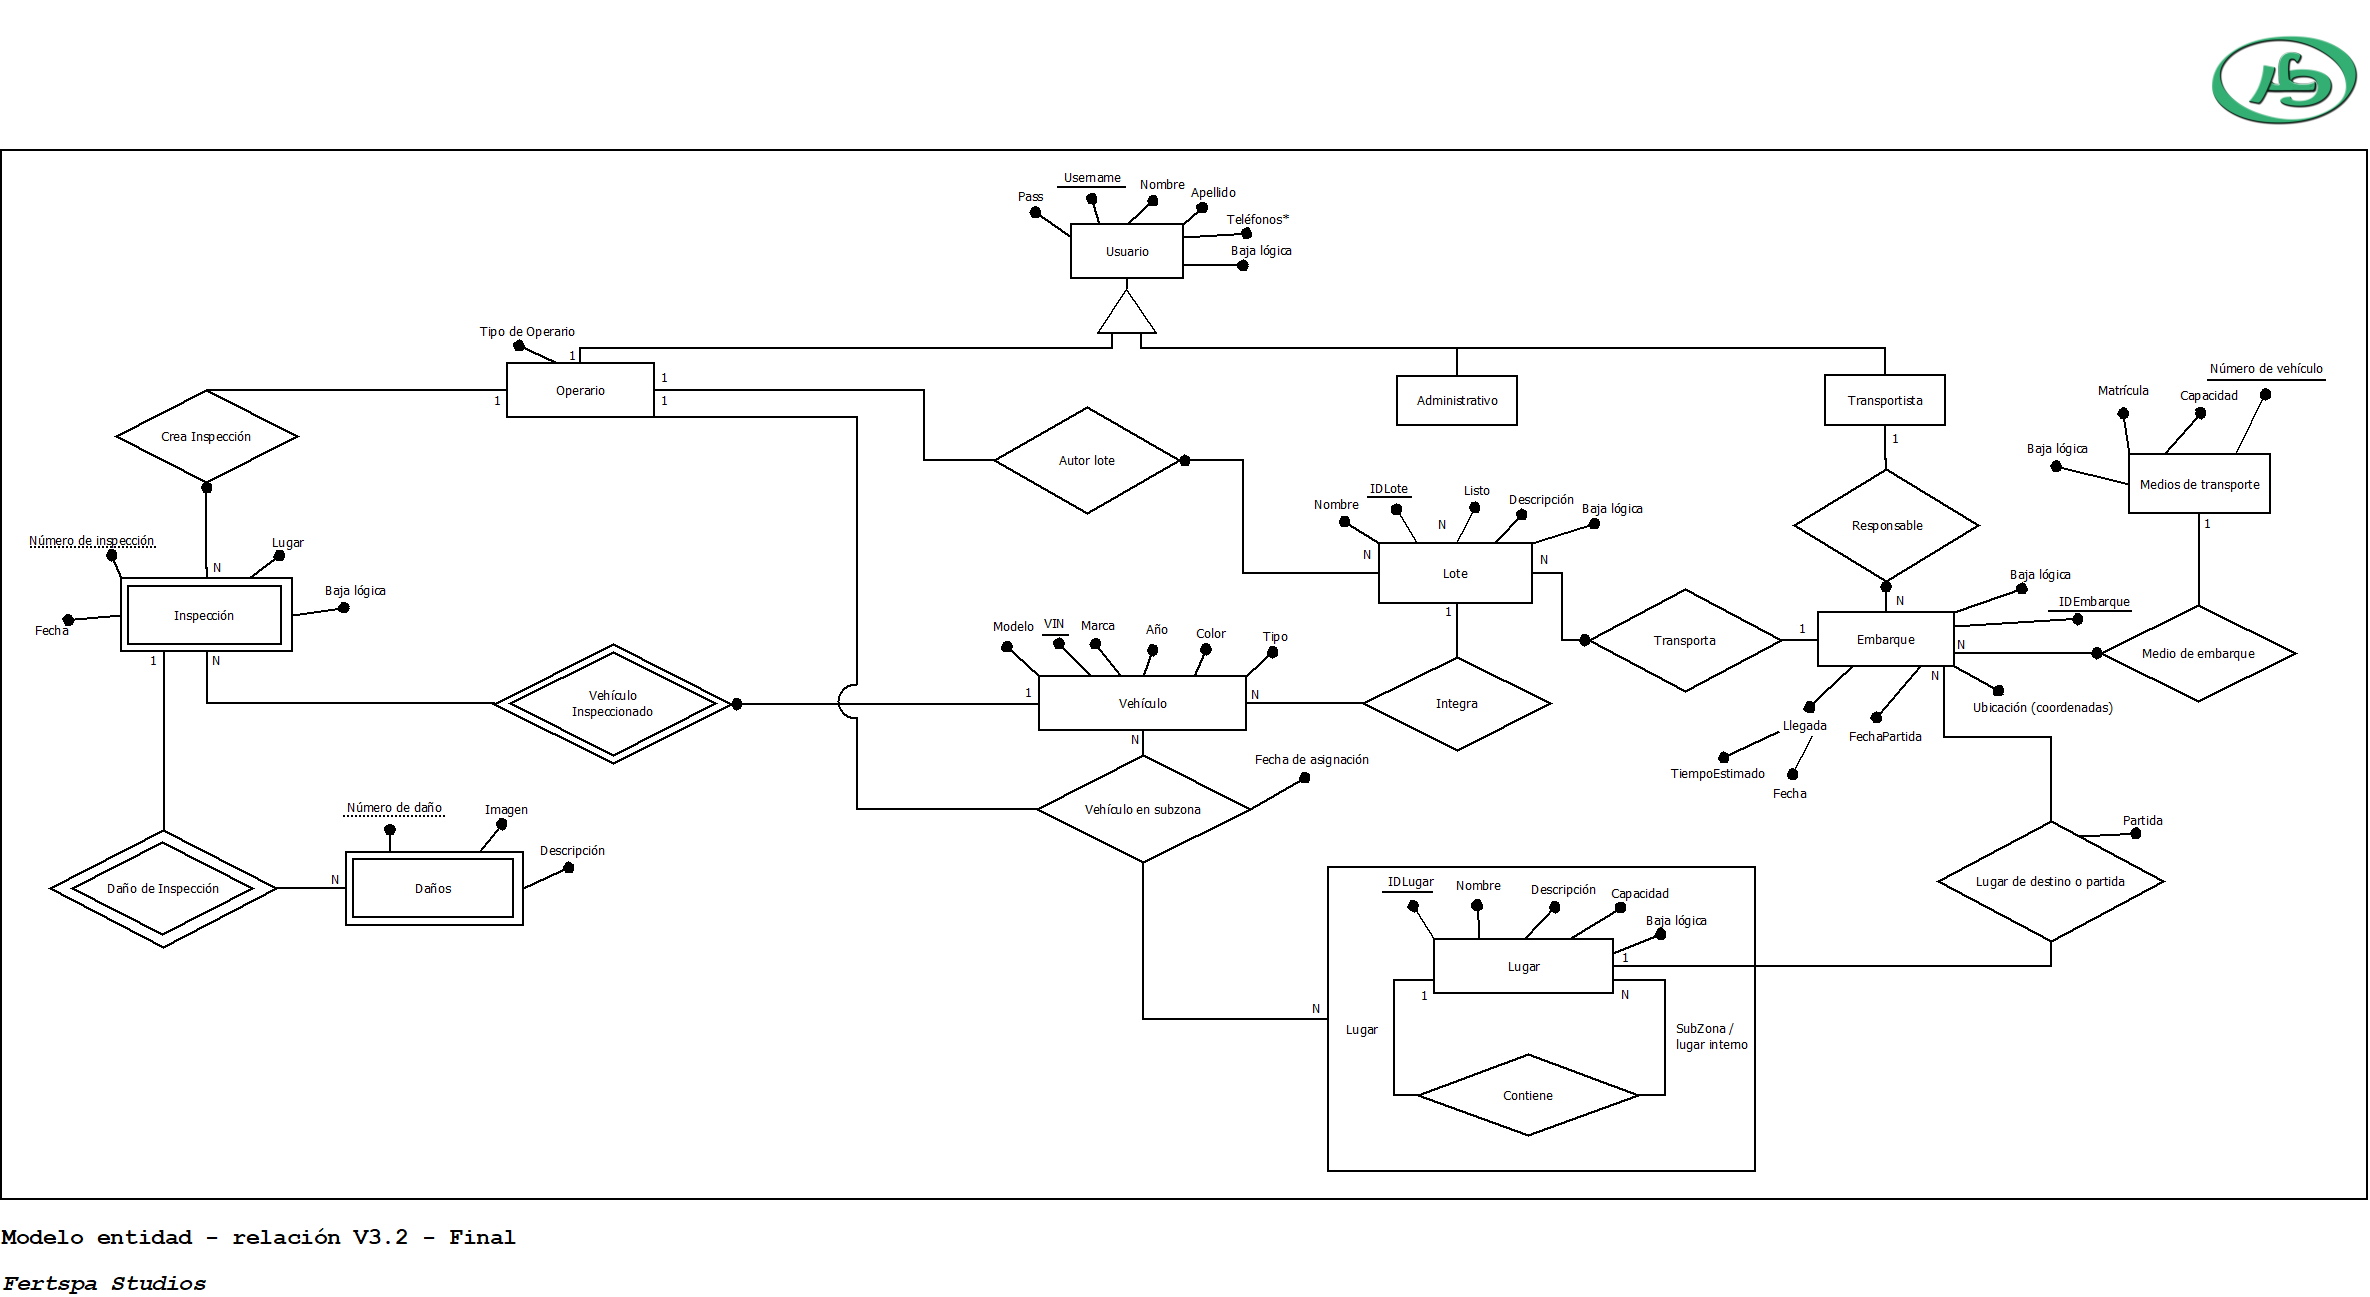 Username
Nombre
Pass
Apellido
Teléfonos*
Usuario
Baja lógica
Tipo de Operario
1
Operario
1
1
1
Administrativo
Transportista
1
Número de vehículo
Matrícula
Capacidad
Baja lógica
Medios de transporte
1
Crea Inspección
N
Autor lote
Nombre
IDLote
Listo
Descripción
Baja lógica
N
N
N
Lote
1
Responsable
N
Número de inspección
Lugar
Baja lógica
Fecha
Inspección
1
N
Vehículo
Inspeccionado
Modelo
VIN
Marca
Año
Color
Tipo
1
Vehículo
N
N
Integra
Transporta
1
Embarque
Baja lógica
IDEmbarque
N
N
Medio de embarque
Ubicación (coordenadas)
Llegada
FechaPartida
TiempoEstimado
Fecha
Fecha de asignación
Vehículo en subzona
Número de daño
Imagen
Descripción
Daño de Inspección
N
Daños
Partida
Lugar de destino o partida
IDLugar
Nombre
Descripción
Capacidad
Baja lógica
Lugar
1
1
N
N
Lugar
SubZona /
lugar interno
Contiene
Modelo entidad - relación V3.2 - Final
Fertspa Studios